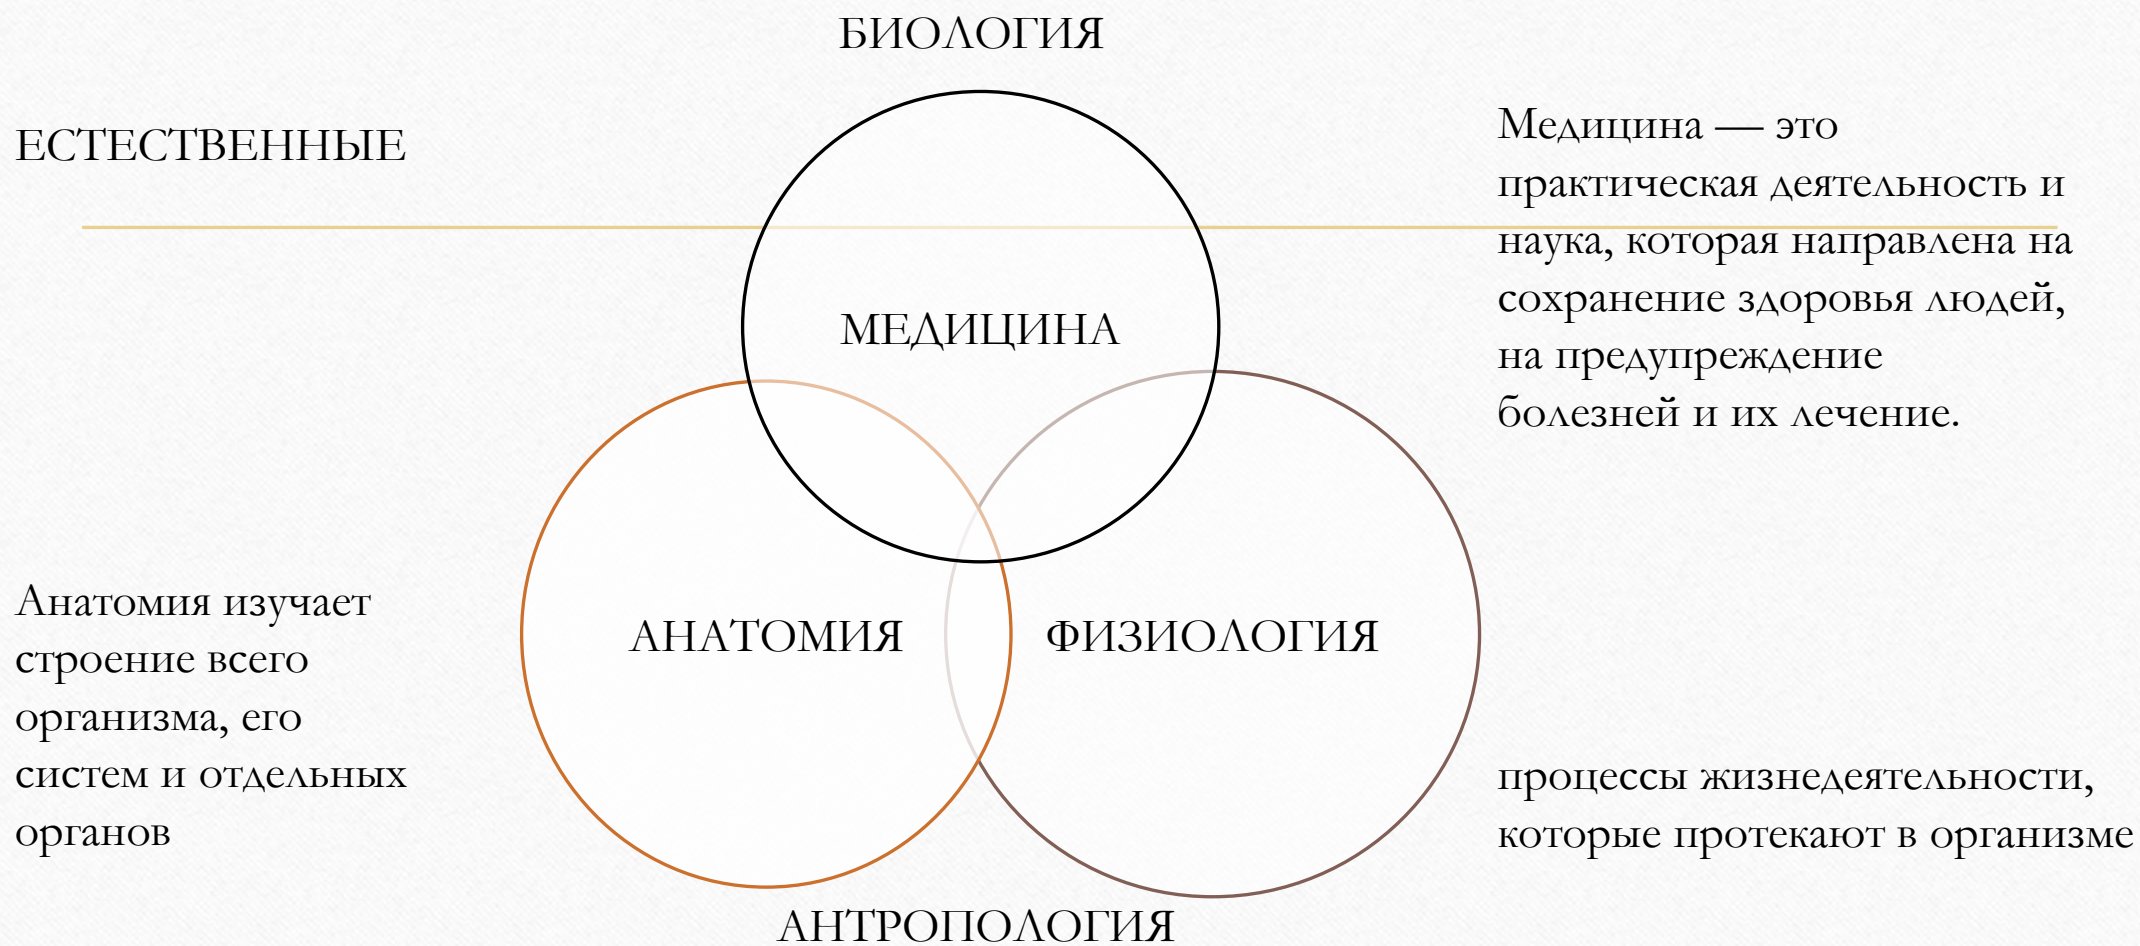 БИОЛОГИЯ
ЕСТЕСТВЕННЫЕ
Медицина — это
практическая деятельность и
наука, которая направлена на
сохранение здоровья людей,
на предупреждение
болезней и их лечение.
МЕДИЦИНА
Анатомия изучает
строение всего
организма, его
систем и отдельных
органов
АНАТОМИЯ
ФИЗИОЛОГИЯ
процессы жизнедеятельности,
которые протекают в организме
АНТРОПОЛОГИЯ